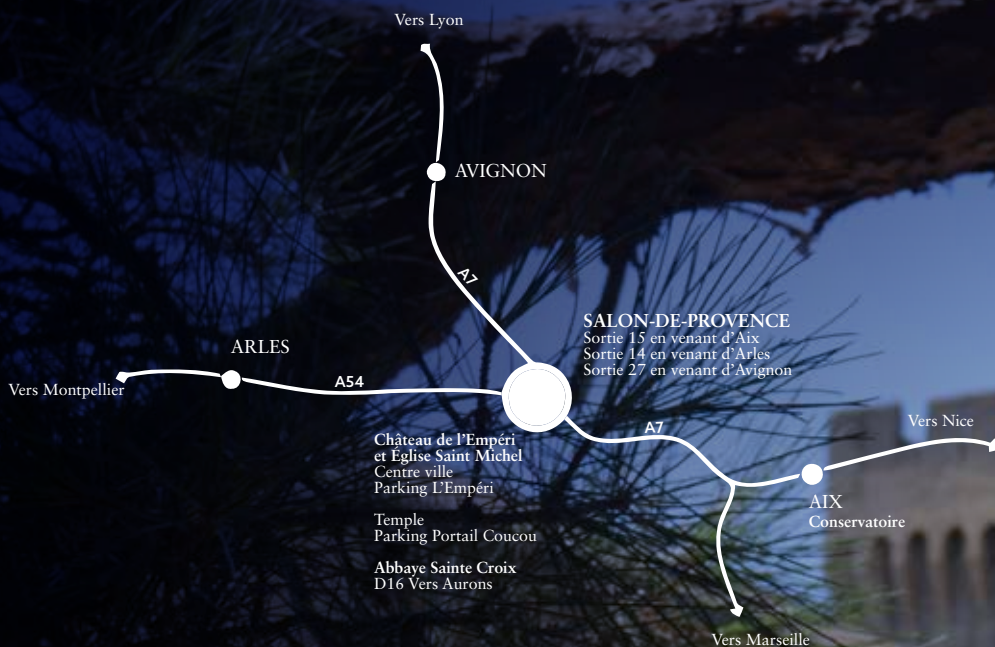 Vers Lyon
AVIGNON
A7
SALON-DE-PROVENCE
Sortie 15 en venant d'Aix
Sortie 14 en venant d'Arles
Sortie 27 en venant d'Avignon
ARLES
A54
Vers Montpellier
A7
Vers Nice
Château de l'Empéri
et Église Saint Michel
Centre ville
Parking L'Empéri
Temple
Parking Portail Coucou
Abbaye Sainte Croix
D16 Vers Aurons
AIX
Conservatoire
Vers Marseille